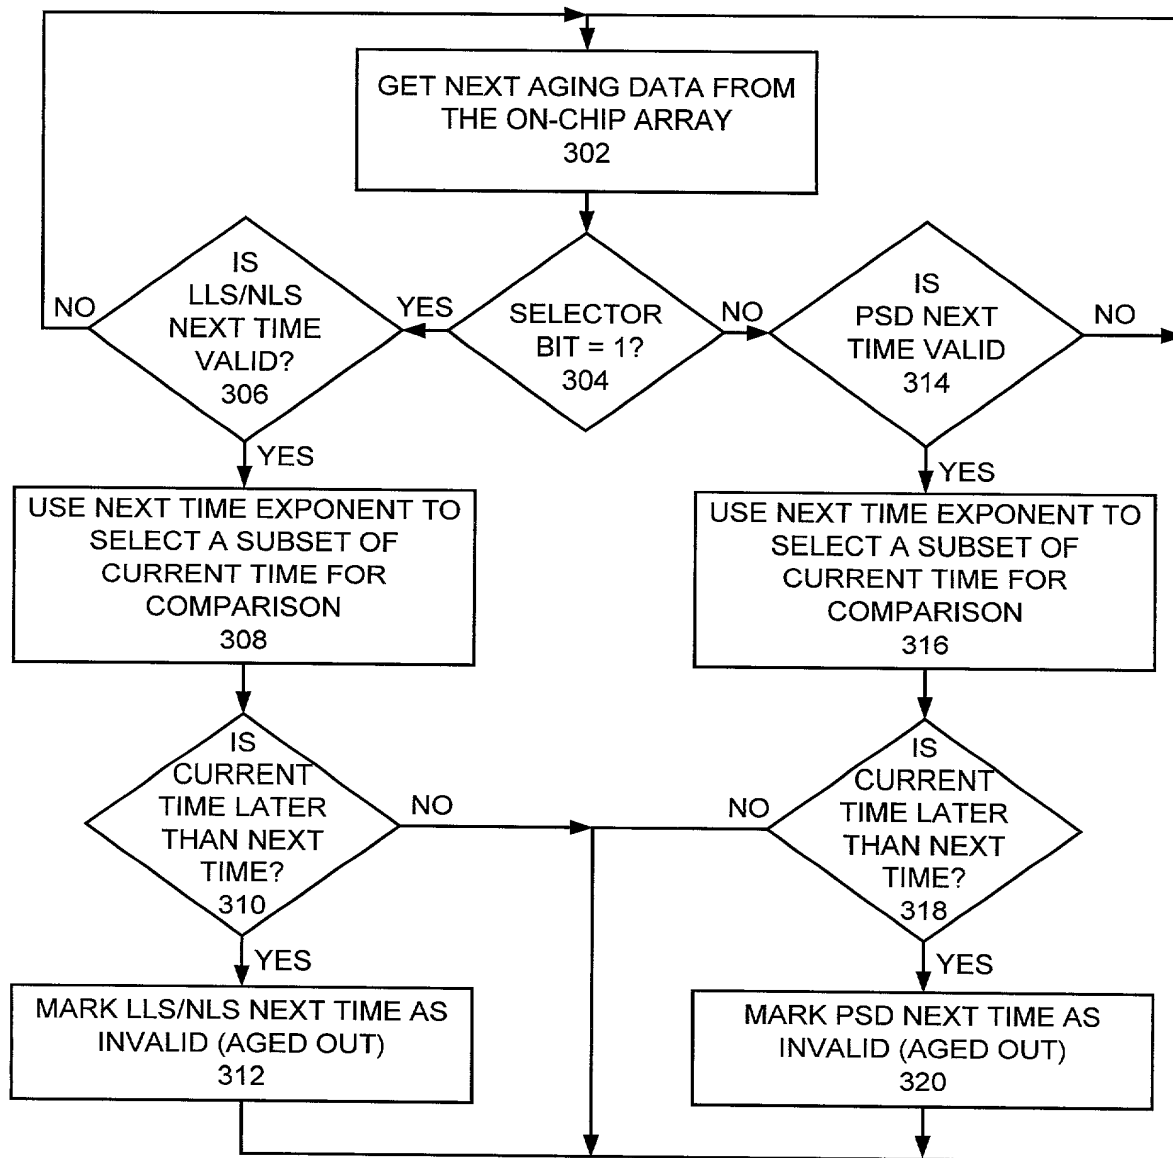 GET NEXT AGING DATA FROM
THE ON-CHIP ARRAY
302
IS
LLS/NLS
NEXT TIME
VALID?
306
NO
YES
SELECTOR
BIT = 1?
304
NO
IS
PSD NEXT
TIME VALID
314
NO
YES
USE NEXT TIME EXPONENT TO
SELECT A SUBSET OF
CURRENT TIME FOR
COMPARISON
308
YES
USE NEXT TIME EXPONENT TO
SELECT A SUBSET OF
CURRENT TIME FOR
COMPARISON
316
IS
CURRENT
TIME LATER
THAN NEXT
TIME?
310
NO
NO
IS
CURRENT
TIME LATER
THAN NEXT
TIME?
318
YES
MARK LLS/NLS NEXT TIME AS
INVALID (AGED OUT)
312
YES
MARK PSD NEXT TIME AS
INVALID (AGED OUT)
320